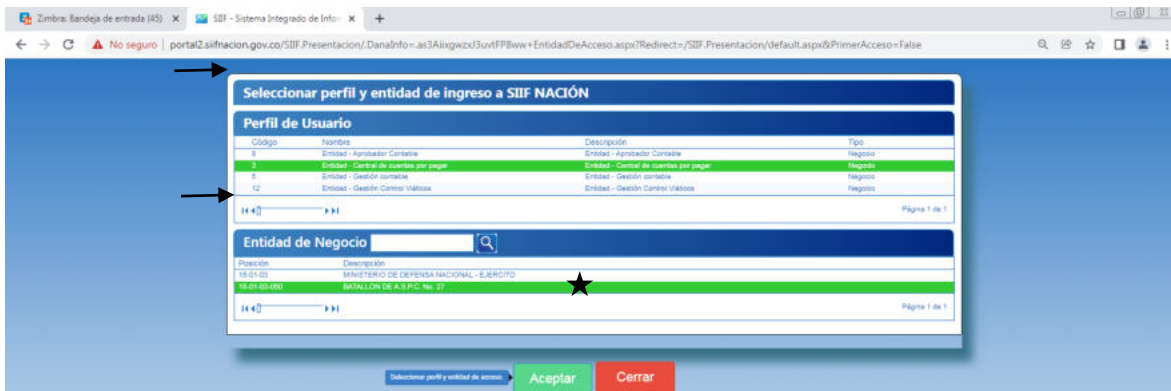 Zimbra: Bandeja de entrada (45)
SIIF - Sistema Integrado de Infor
No seguro
portal2.siifnacion.gov.co/SIIF.Presentacion/.DanaInfo=.as3AiixgwzxJ3uvtFP8ww+EntidadDeAcceso.aspx?Redirect=/SIIF.Presentacion/default.aspx&PrimerAcceso=False
Seleccionar perfil y entidad de ingreso a SIIF NACIÓN
Perfil de Usuario
Código Nombre Descripción Tipo
Entidad - Aprobador Contable Entidad - Aprobador Contable Negocio
3 Entidad - Central de cuentas por pagar Entidad - Central de cuentas por pagar Negocio
Entidad - Gestión contable Entidad - Gestión contable Negocio
12 Entidad - Gestión Control Viáticos Entidad - Gestión Control Viáticos Negocio
Página 1 de 1
Entidad de Negocio
Posición Descripción
15-01-03 MINISTERIO DE DEFENSA NACIONAL - EJERCITO
15-01-03-050 BATALLON DE A.S.P.C. No. 27
Página 1 de 1
Seleccionar perfil y entidad de acceso.
Aceptar
Cerrar